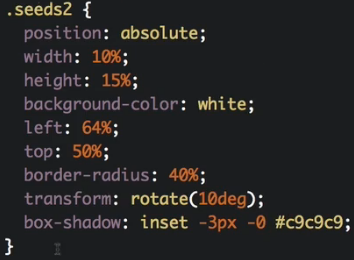 .seeds2 {
position: absolute;
width: 10%;
height: 15%;
background-color: white;
left: 64%;
top: 50%;
border-radius: 40%;
transform: rotate(10deg);
box-shadow: inset -3px -0 #c9c9c9;
}